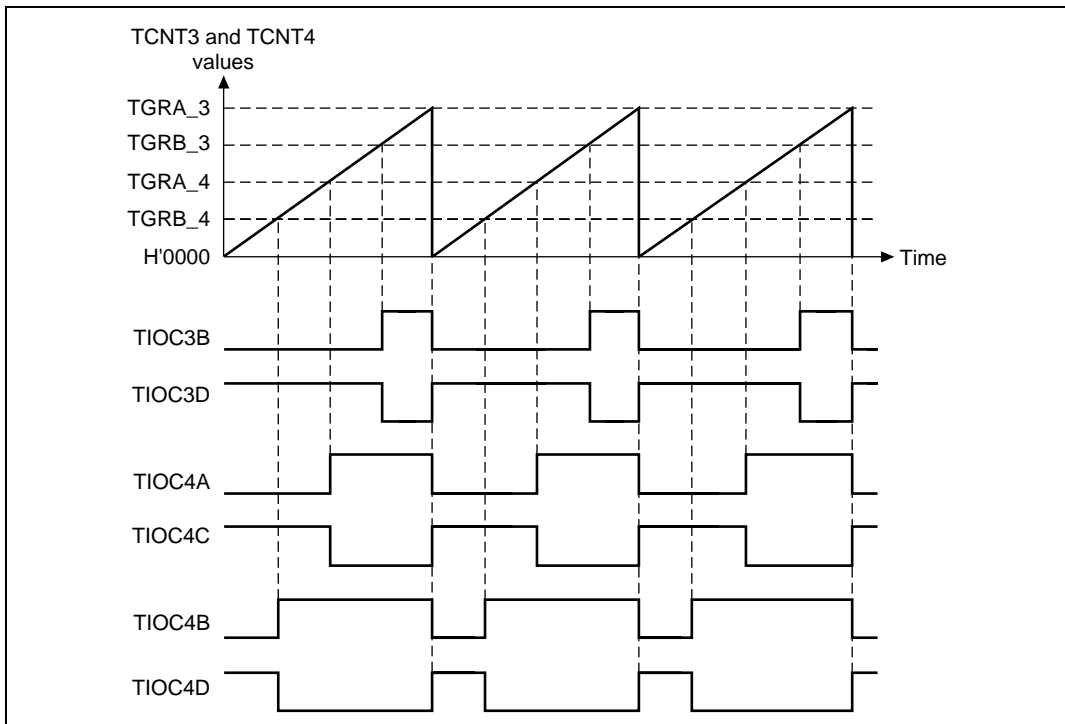 TCNT3 and TCNT4
values
TGRA_3
TGRB_3
TGRA_4
TGRB_4
H'0000
Time
TIOC3B
TIOC3D
TIOC4A
TIOC4C
TIOC4B
TIOC4D